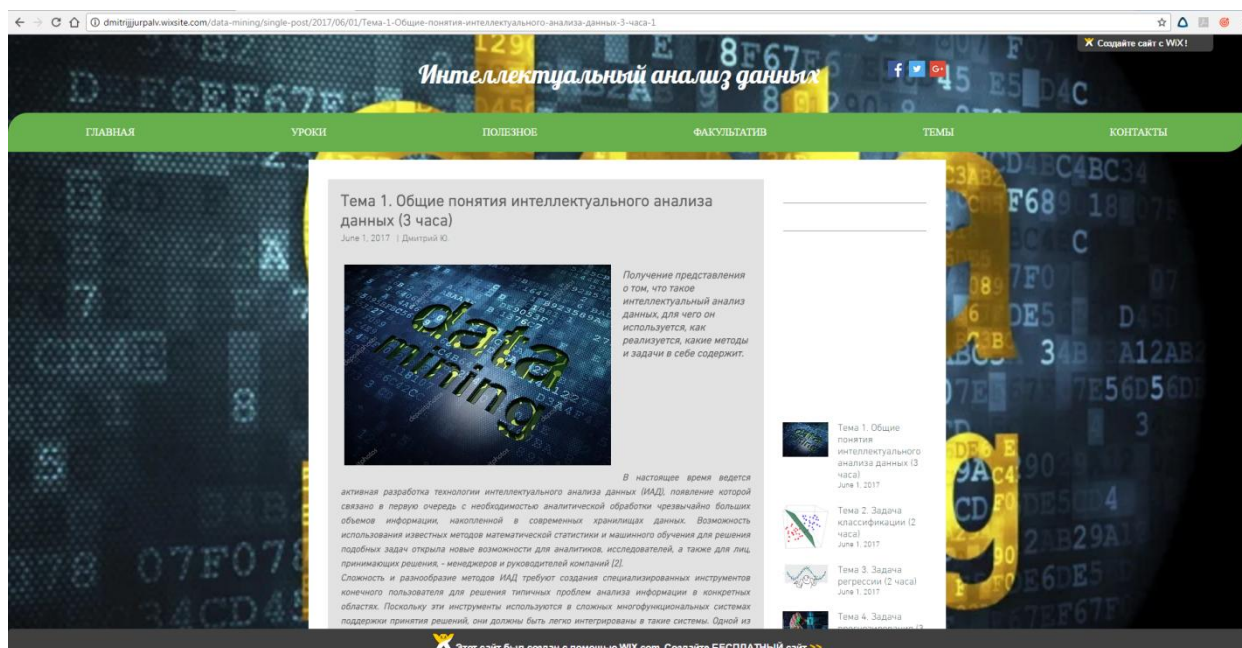 dmitrijjjurpalv.wixsite.com/data-mining/single-post/2017/06/01/Тема-1-Общие-понятия-интеллектуального-анализа-данных-3-часа-1
Создайте сайт с WiX!
Интеллектуальный анализ данных
ГЛАВНАЯ
УРОКИ
ПОЛЕЗНОЕ
ФАКУЛЬТАТИВ
ТЕМЫ
КОНТАКТЫ
Тема 1. Общие понятия интеллектуального анализа
данных (3 часа)
June 1, 2017 | Дмитрий Ю.
data
mining
Получение представления
о том, что такое
интеллектуальный анализ
данных, для чего он
используется, как
реализуется, какие методы
и задачи в себе содержит.
В настоящее время ведется
активная разработка технологии интеллектуального анализа данных (ИАД), появление которой
связано в первую очередь с необходимостью аналитической обработки чрезвычайно больших
объемов информации, накопленной в современных хранилищах данных. Возможность
использования известных методов математической статистики и машинного обучения для решения
подобных задач открыла новые возможности для аналитиков, исследователей, а также для лиц,
принимающих решения, - менеджеров и руководителей компаний [2].
Сложность и разнообразие методов ИАД требуют создания специализированных инструментов
конечного пользователя для решения типичных проблем анализа информации в конкретных
областях. Поскольку эти инструменты используются в сложных многофункциональных системах
поддержки принятия решений, они должны быть легко интегрированы в такие системы. Одной из
Тема 1. Общие
понятия
интеллектуального
анализа данных (3
часа)
June 1, 2017
Тема 2. Задача
классификации (2
часа)
June 1, 2017
Тема 3. Задача
регрессии (2 часа)
June 1, 2017
Тема 4. Задача
прогнозирования (3
Этот сайт был создан с помощью WIX.com. Создайте БЕСПЛАТНЫЙ сайт >>